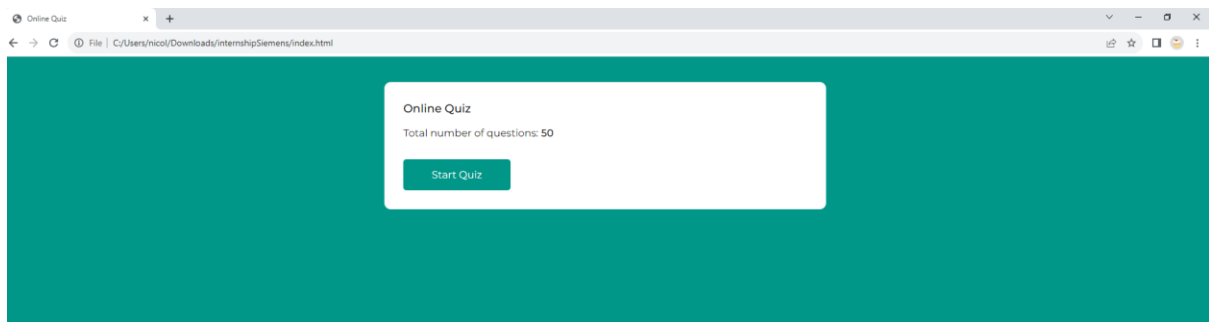 Online Quiz
File | C:/Users/nicol/Downloads/internshipSiemens/index.html
Online Quiz
Total number of questions: 50
Start Quiz